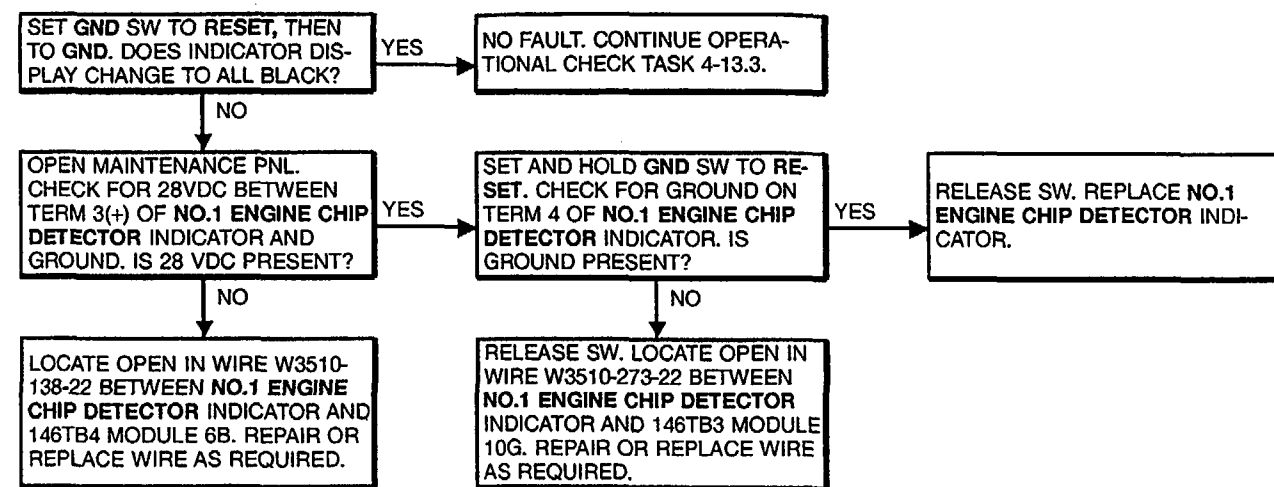 SET GND SW TO RESET, THEN
TO GND. DOES INDICATOR DIS-
PLAY CHANGE TO ALL BLACK?
YES
NO FAULT. CONTINUE OPERA-
TIONAL CHECK TASK 4-13.3.
NO
OPEN MAINTENANCE PNL.
CHECK FOR 28VDC BETWEEN
TERM 3(+) OF NO.1 ENGINE CHIP
DETECTOR INDICATOR AND
GROUND. IS 28 VDC PRESENT?
YES
SET AND HOLD GND SW TO RE-
SET. CHECK FOR GROUND ON
TERM 4 OF NO.1 ENGINE CHIP
DETECTOR INDICATOR. IS
GROUND PRESENT?
YES
RELEASE SW. REPLACE NO.1
ENGINE CHIP DETECTOR INDI-
CATOR.
NO
LOCATE OPEN IN WIRE W3510-
138-22 BETWEEN NO.1 ENGINE
CHIP DETECTOR INDICATOR AND
146TB4 MODULE 6B. REPAIR OR
REPLACE WIRE AS REQUIRED.
NO
RELEASE SW. LOCATE OPEN IN
WIRE W3510-273-22 BETWEEN
NO.1 ENGINE CHIP DETECTOR
INDICATOR AND 146TB3 MODULE
10G. REPAIR OR REPLACE WIRE
AS REQUIRED.